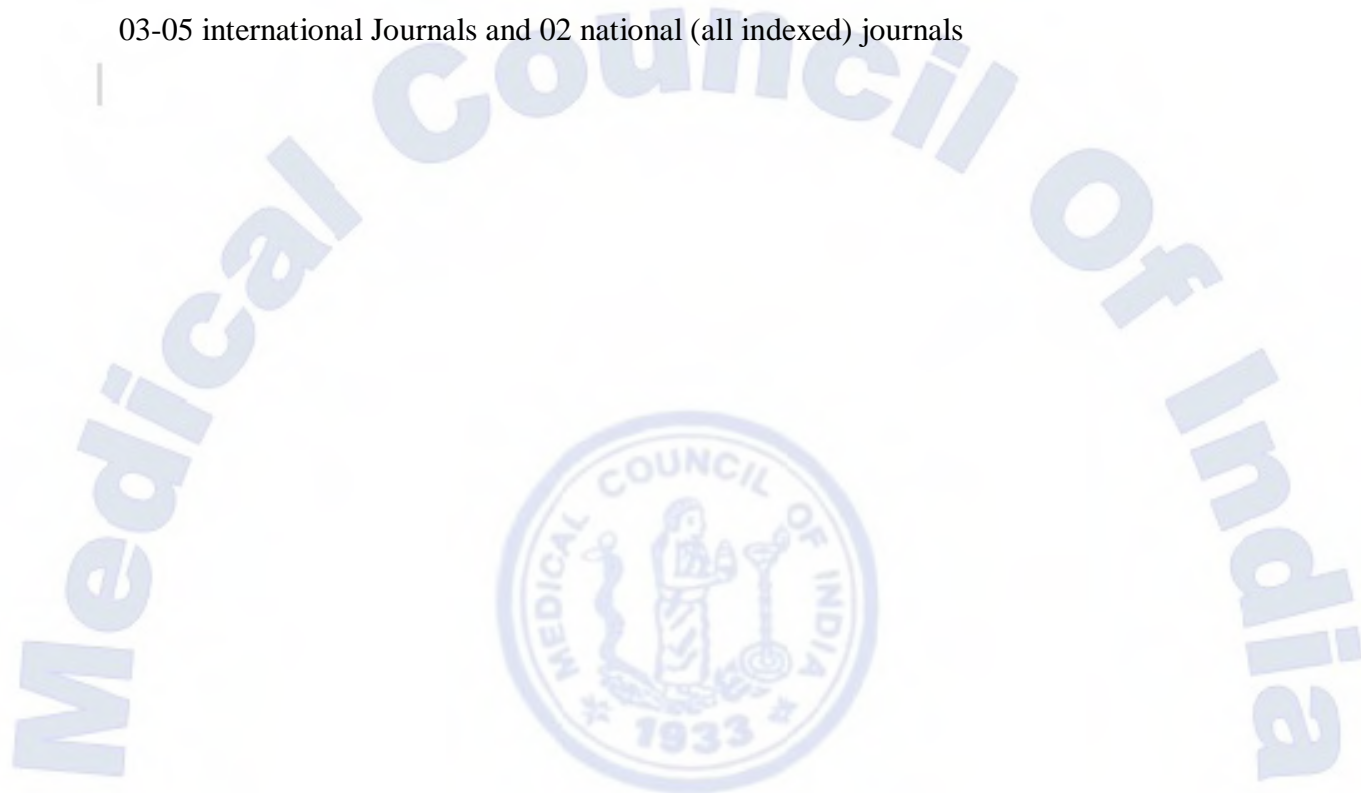 03-05 international Journals and 02 national (all indexed) journals
Medical Council Of India
MEDICAL COUNCIL OF INDIA
1933